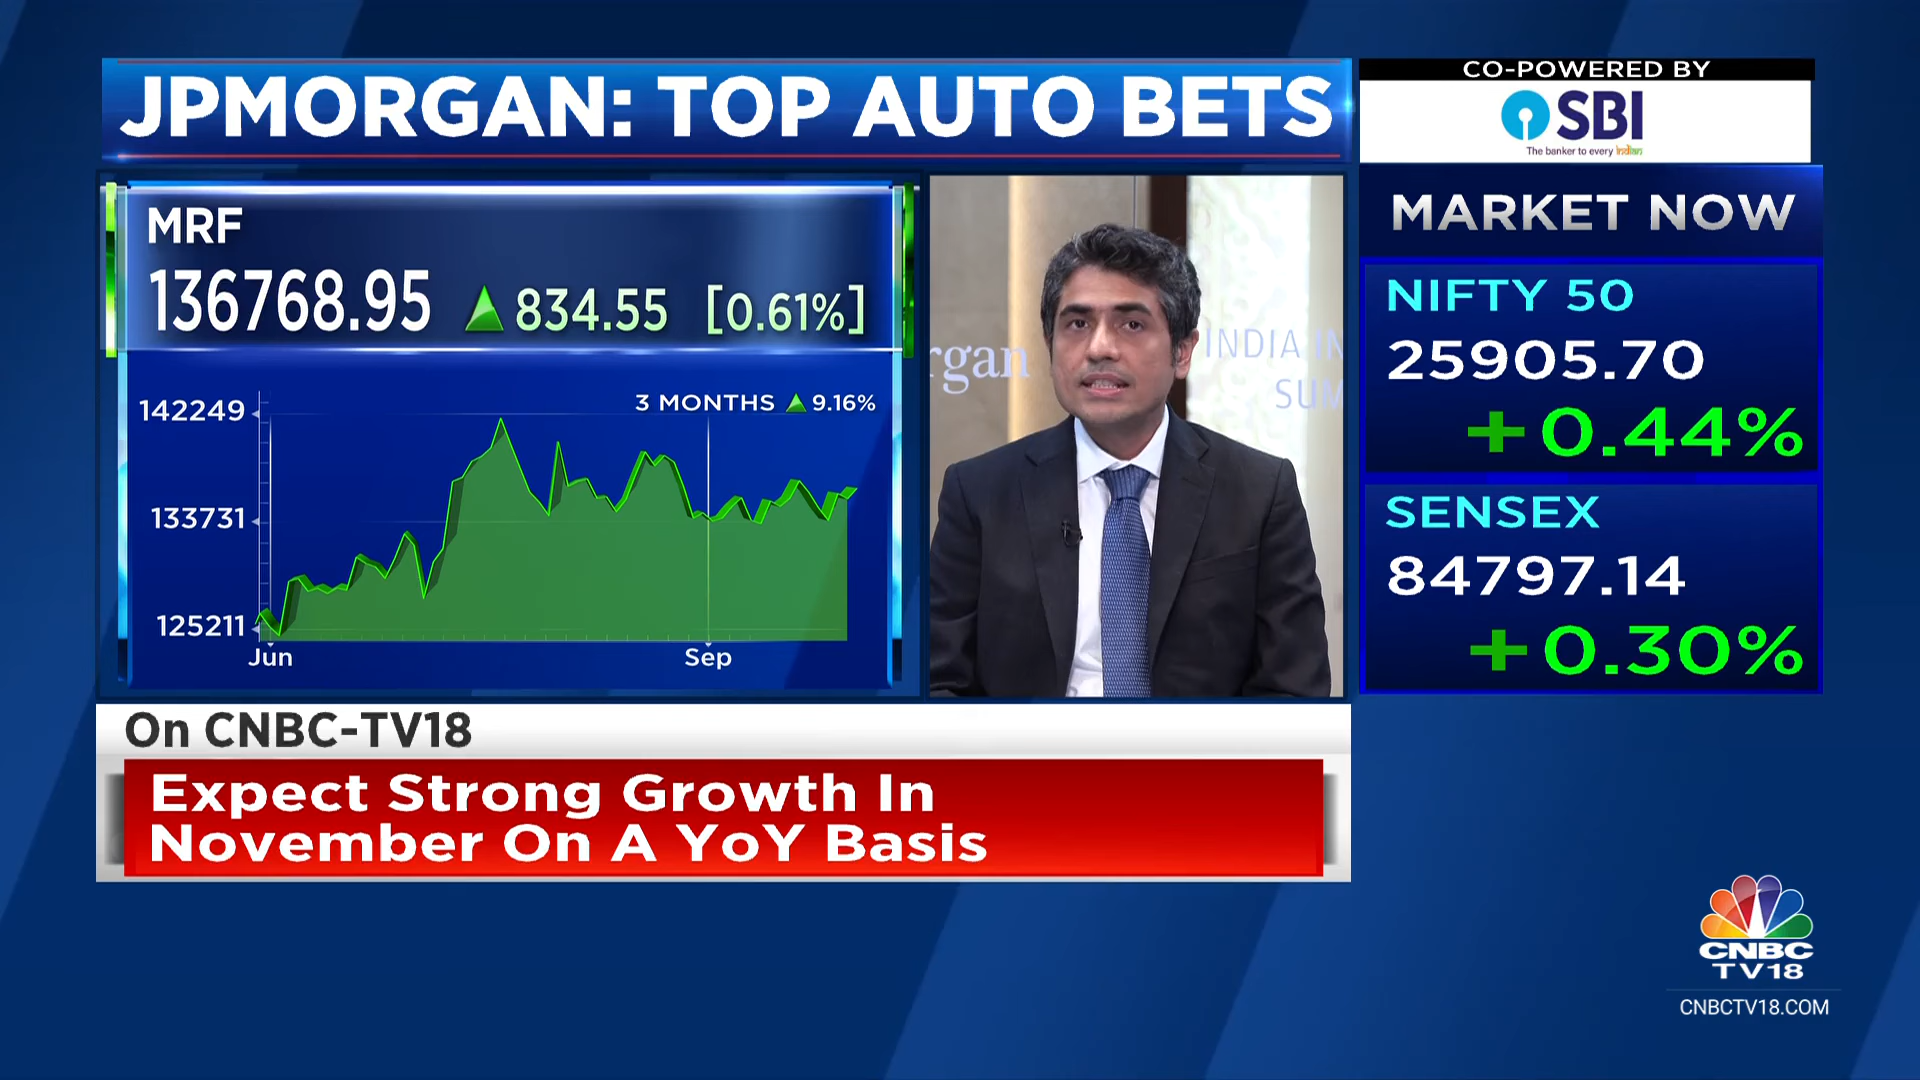 JPMORGAN: TOP AUTO BETS
CO-POWERED BY
SBI
The banker to every indian
MRF
136768.95 ▲ 834.55 [0.61%]
3 MONTHS ▲ 9.16%
142249
133731
125211
Jun Sep
rgan
INDIA IN
SUM
MARKET NOW
NIFTY 50
25905.70
+0.44%
SENSEX
84797.14
+0.30%
On CNBC-TV18
Expect Strong Growth In
November On A YoY Basis
CNBC
TV18
CNBCTV18.COM